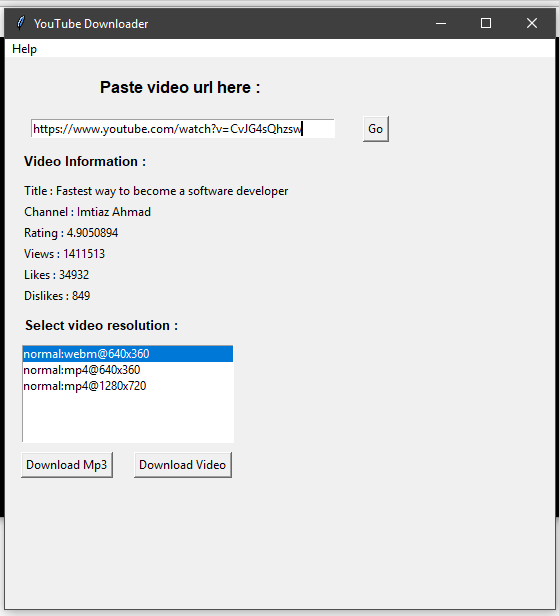 YouTube Downloader
Help
Paste video url here :
https://www.youtube.com/watch?v=CvJG4sQhzsw
Go
Video Information :
Title : Fastest way to become a software developer
Channel : Imtiaz Ahmad
Rating : 4.9050894
Views : 1411513
Likes : 34932
Dislikes : 849
Select video resolution :
normal:webm@640x360
normal:mp4@640x360
normal:mp4@1280x720
Download Mp3
Download Video